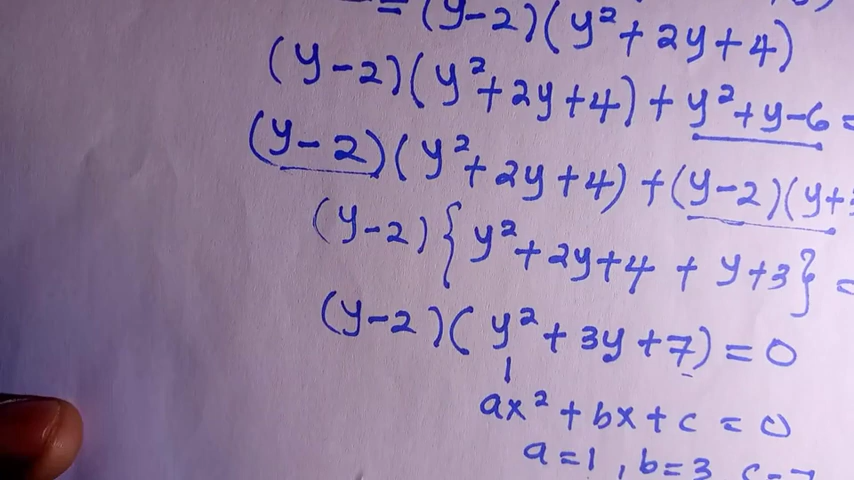 = (y-2)(y²+2y+4)
(y-2)(y²+2y+4) + y²+y-6 =
(y-2)(y²+2y+4) + (y-2)(y+3
(y-2){y²+2y+4 + y+3} =
(y-2)(y²+3y+7) = 0
1
ax²+bx+c = 0
a=1, b=3